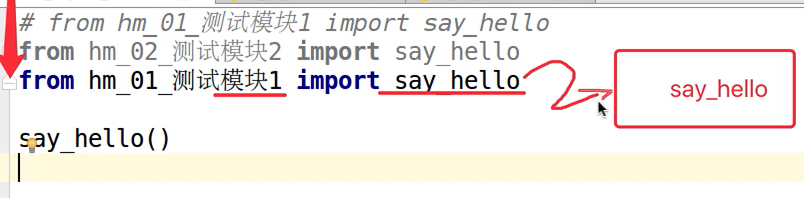 # from hm_01_测试模块1 import say_hello
from hm_02_测试模块2 import say_hello
from hm_01_测试模块1 import say_hello
2
say_hello
say_hello()